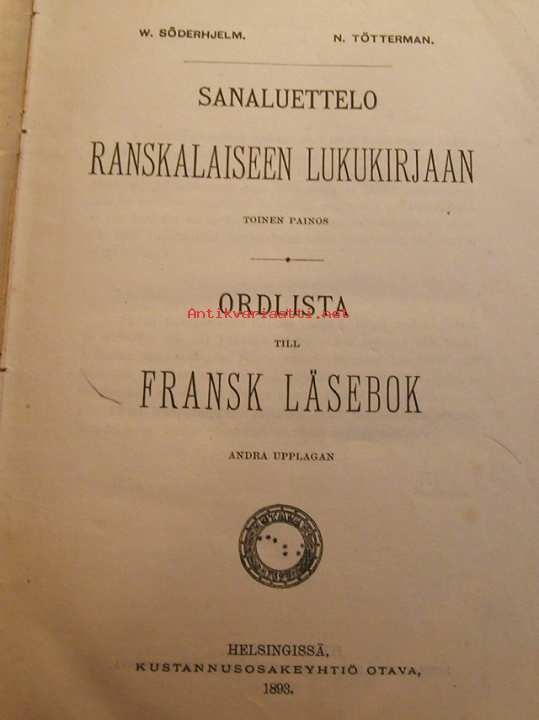 W. SÖDERHJELM. N. TÖTTERMAN.
SANALUETTELO
RANSKALAISEEN LUKUKIRJAAN
TOINEN PAINOS
ORDLISTA
Antikvariaatti.net
TILL
FRANSK LÄSEBOK
ANDRA UPPLAGAN
OTAVA
HELSINGISSÄ,
KUSTANNUSOSAKEYHTIÖ OTAVA,
1893.